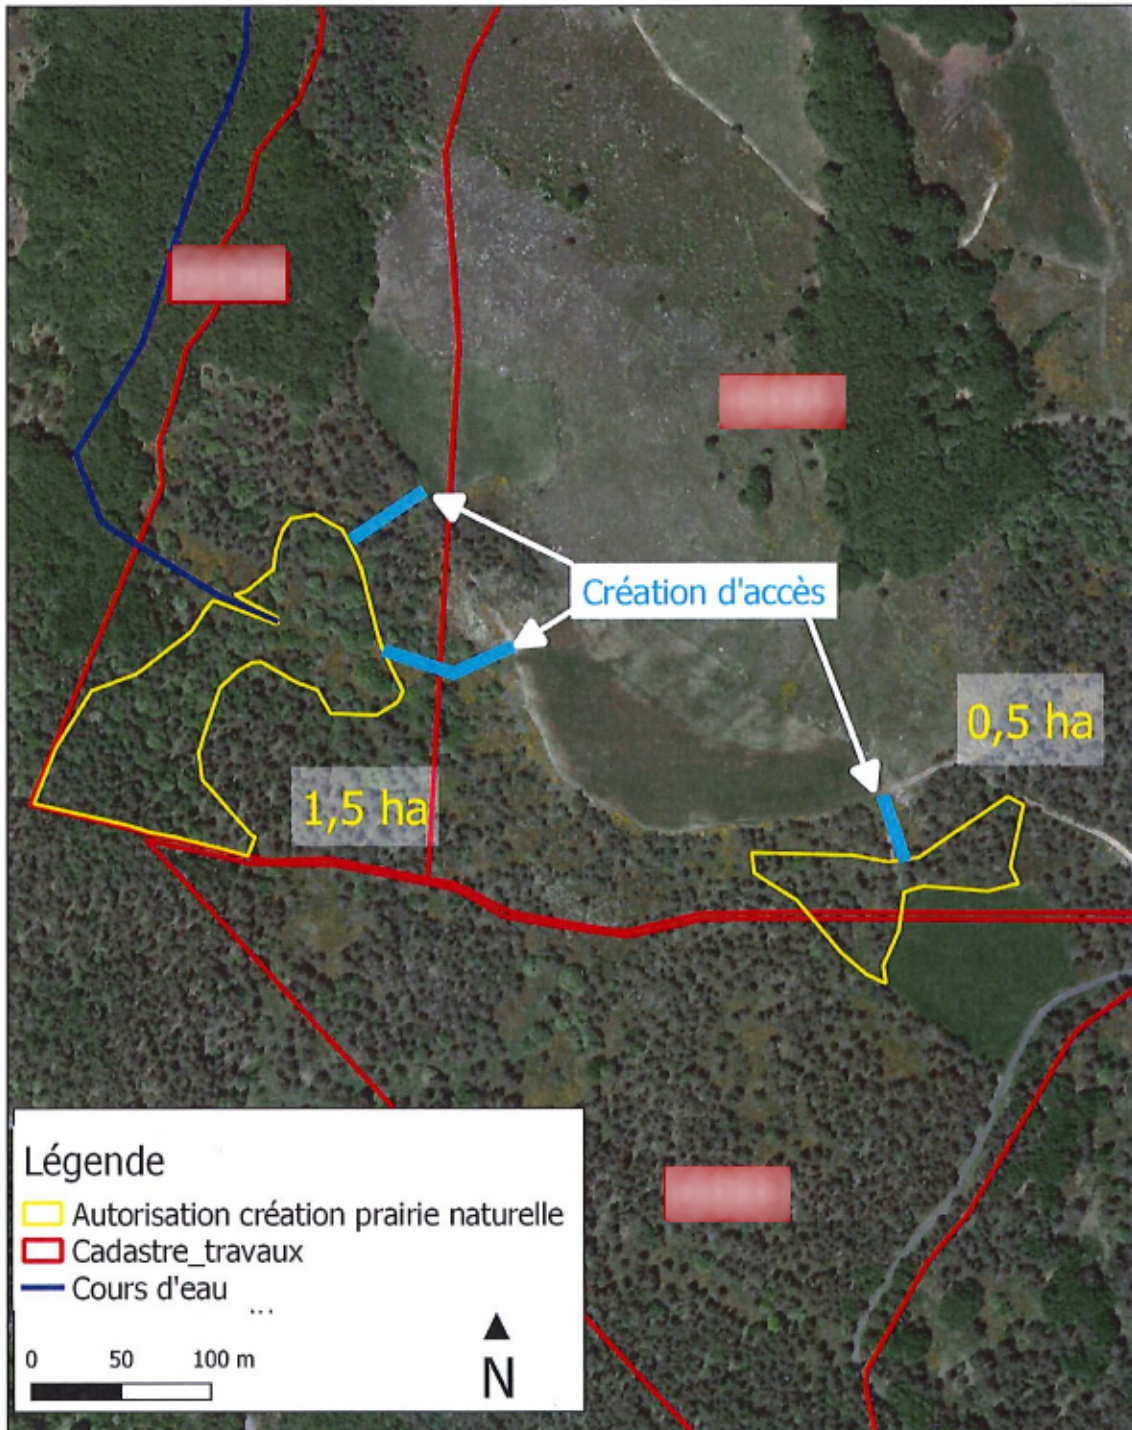 Création d'accès
0,5 ha
1,5 ha
Légende
Autorisation création prairie naturelle
Cadastre_travaux
Cours d'eau
...
0 50 100 m
N